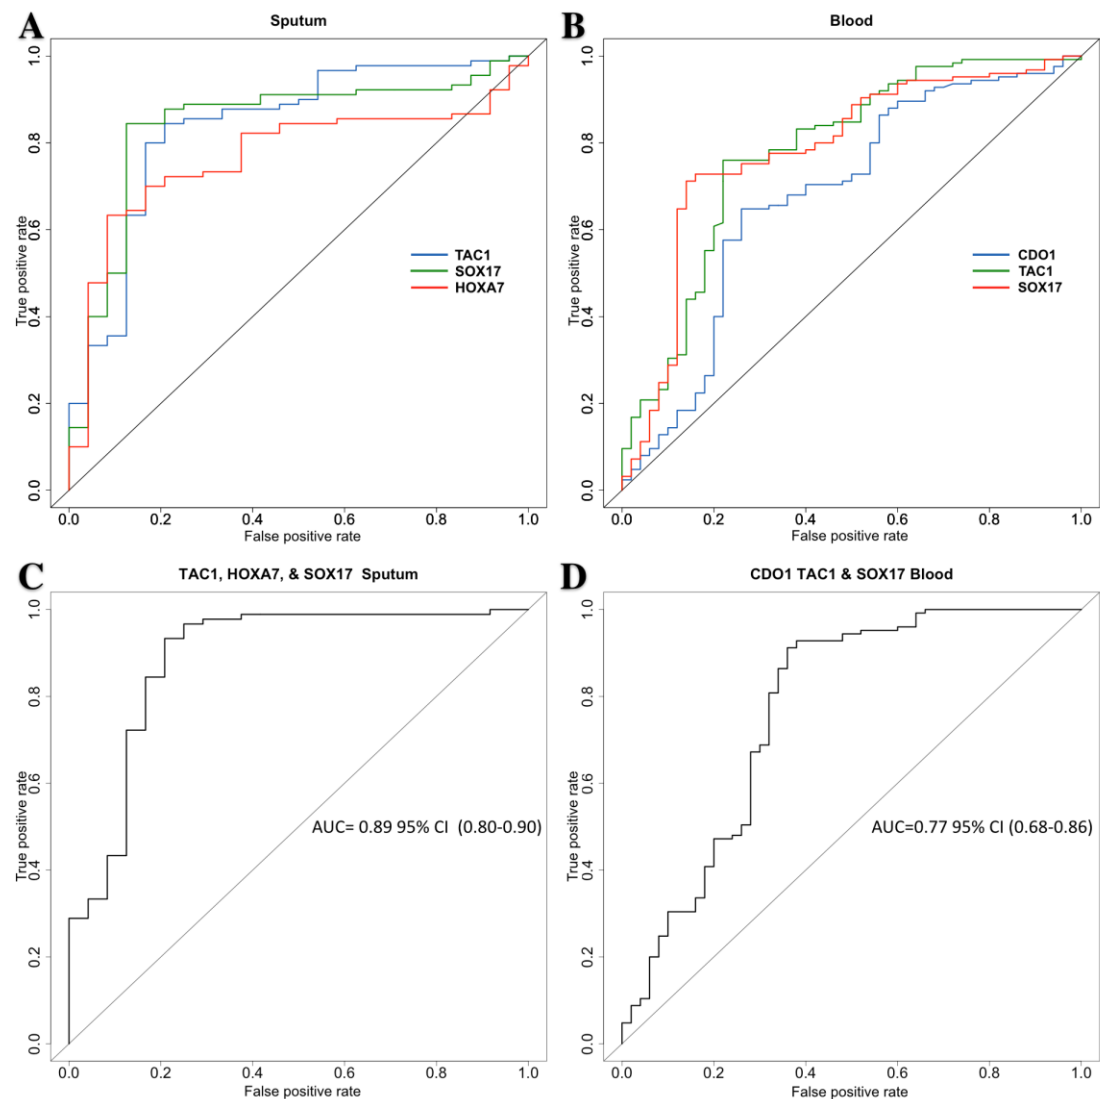 A
Sputum
True positive rate
1.0
0.8
0.6
0.4
0.2
0.0
TAC1
SOX17
HOXA7
0.0 0.2 0.4 0.6 0.8 1.0
False positive rate
B
Blood
True positive rate
1.0
0.8
0.6
0.4
0.2
0.0
CDO1
TAC1
SOX17
0.0 0.2 0.4 0.6 0.8 1.0
False positive rate
C
TAC1, HOXA7, & SOX17 Sputum
True positive rate
1.0
0.8
0.6
0.4
0.2
0.0
AUC= 0.89 95% CI (0.80-0.90)
0.0 0.2 0.4 0.6 0.8 1.0
False positive rate
D
CDO1 TAC1 & SOX17 Blood
True positive rate
1.0
0.8
0.6
0.4
0.2
0.0
AUC=0.77 95% CI (0.68-0.86)
0.0 0.2 0.4 0.6 0.8 1.0
False positive rate